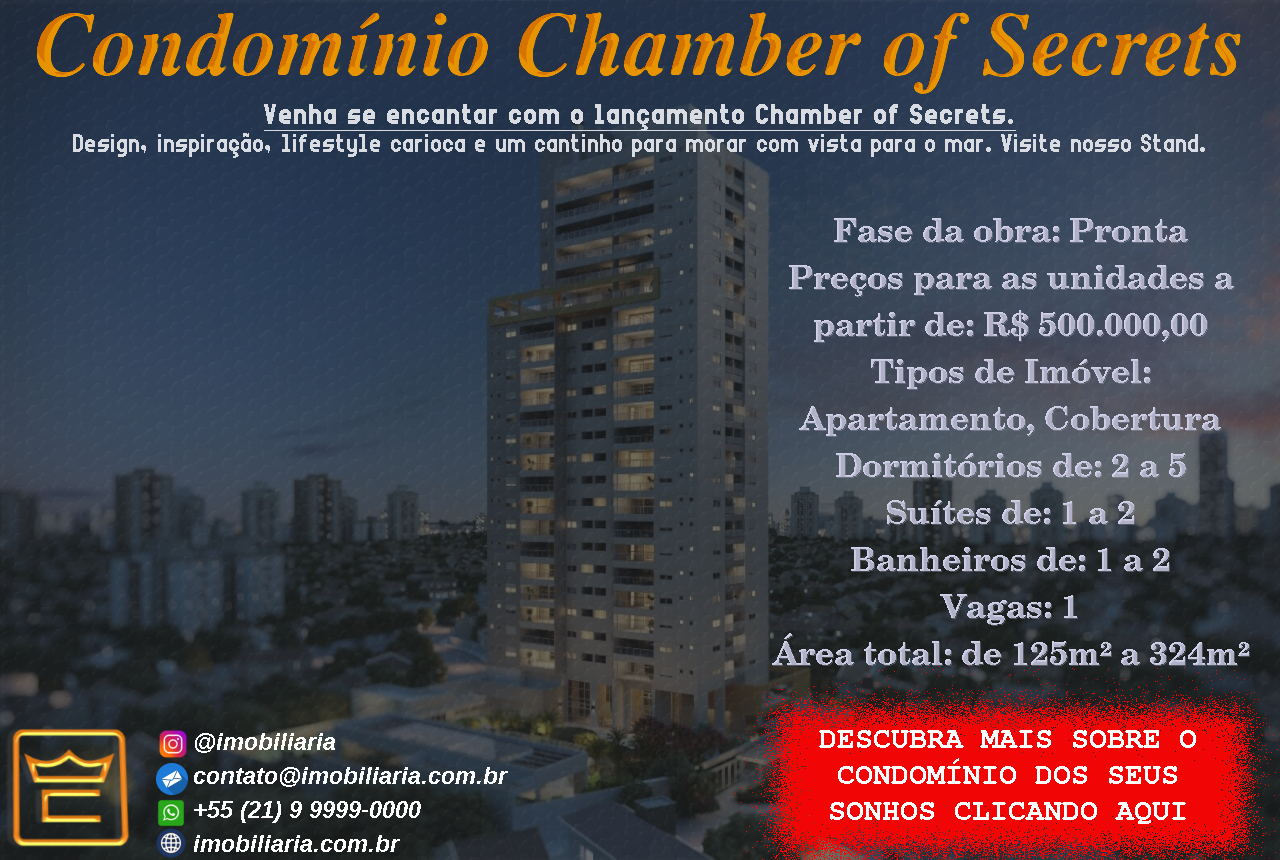 Condomínio Chamber of Secrets
Venha se encantar com o lançamento Chamber of Secrets.
Design, inspiração, lifestyle carioca e um cantinho para morar com vista para o mar. Visite nosso Stand.
Fase da obra: Pronta
Preços para as unidades a
partir de: R$ 500.000,00
Tipos de Imóvel:
Apartamento, Cobertura
Dormitórios de: 2 a 5
Suítes de: 1 a 2
Banheiros de: 1 a 2
Vagas: 1
Área total: de 125m² a 324m²
DESCUBRA MAIS SOBRE O
CONDOMÍNIO DOS SEUS
SONHOS CLICANDO AQUI
@imobiliaria
contato@imobiliaria.com.br
+55 (21) 9 9999-0000
imobiliaria.com.br